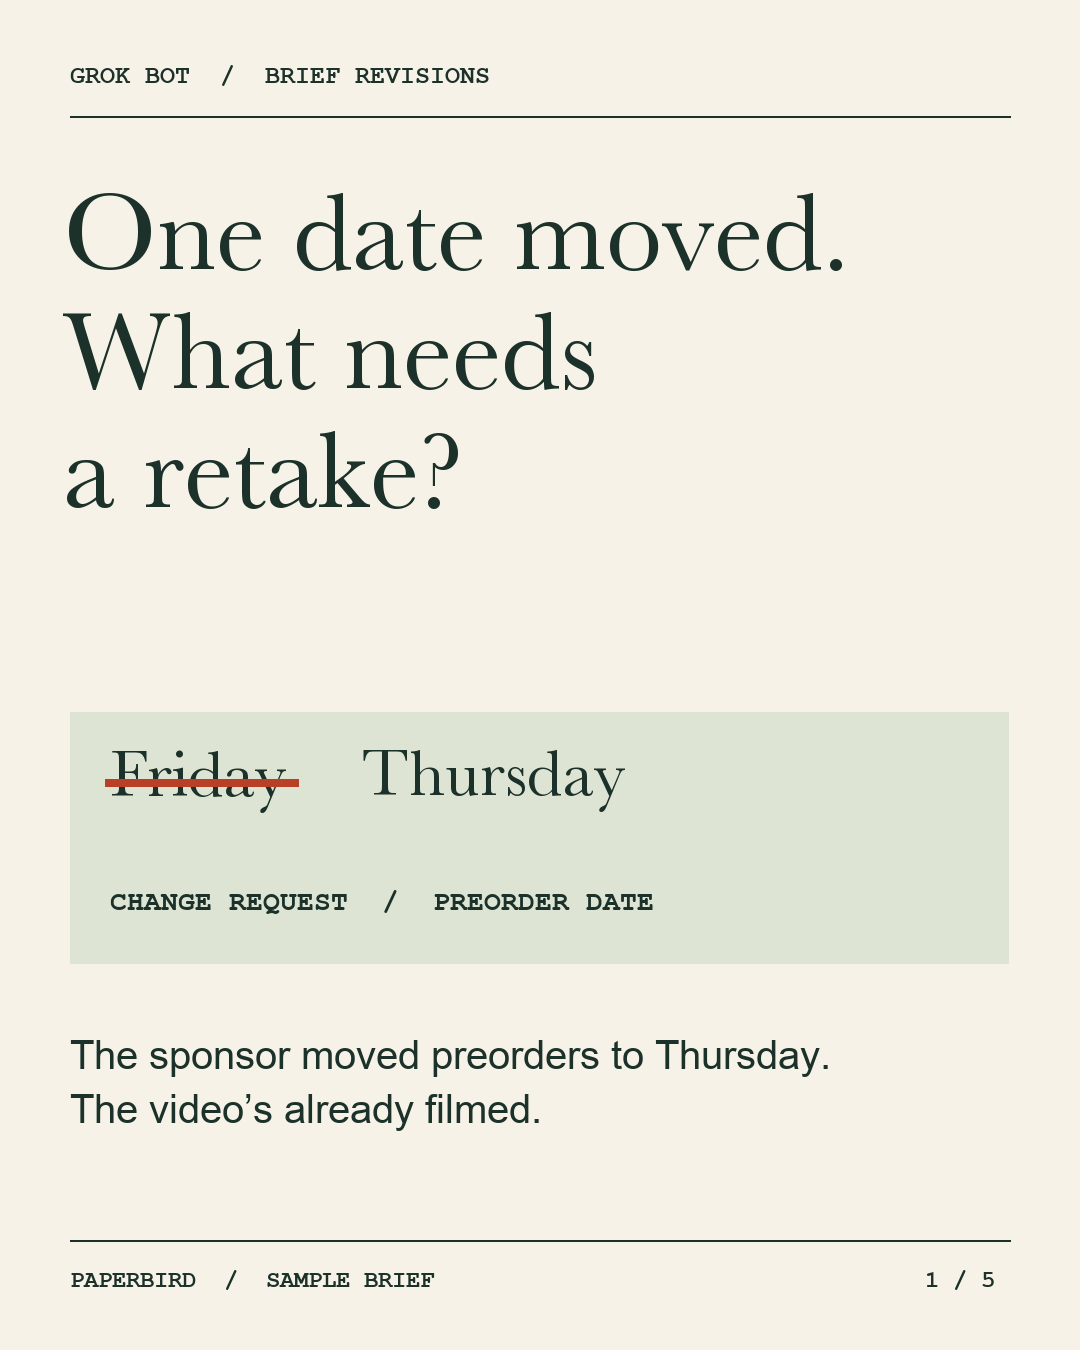 GROK BOT / BRIEF REVISIONS
One date moved.
What needs
a retake?
Friday Thursday
CHANGE REQUEST / PREORDER DATE
The sponsor moved preorders to Thursday.
The video’s already filmed.
PAPERBIRD / SAMPLE BRIEF 1 / 5